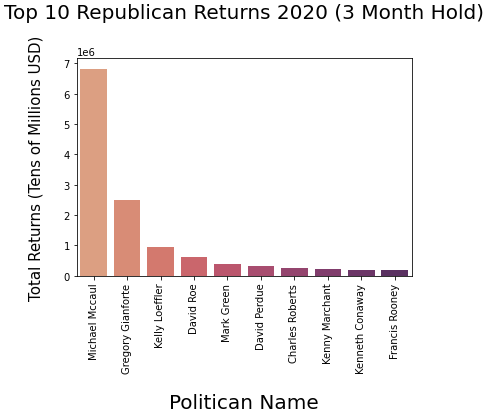 Top 10 Republican Returns 2020 (3 Month Hold)
1e6
Total Returns (Tens of Millions USD)
7
6
5
4
3
2
1
0
Michael Mccaul
Gregory Gianforte
Kelly Loeffler
David Roe
Mark Green
David Perdue
Charles Roberts
Kenny Marchant
Kenneth Conaway
Francis Rooney
Politican Name